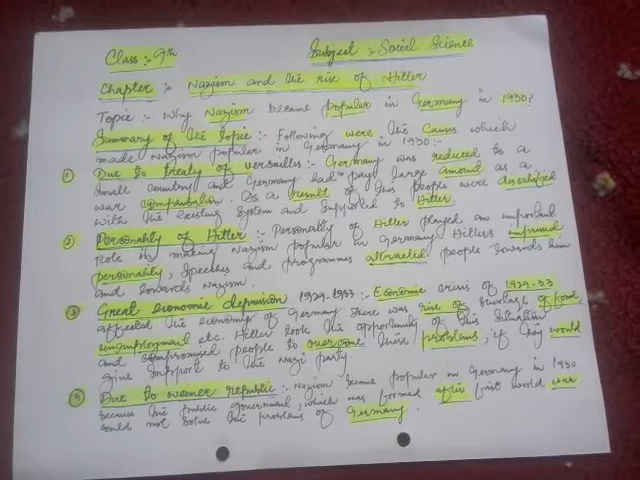 Class :- 9th Subject :- Social Science
Chapter :- Nazism and the rise of Hitler
Topic :- Why Nazism became popular in Germany in 1930?
Summary of the topic :- Following were the causes which
made Nazism popular in Germany in 1930:-
① Due to treaty of versailles :- Germany was reduced to a
small country and Germany had pay large amount as a
war . As a result of this people were dissatisfied
with the existing system and supported to Hitler.
② Personality of Hitler :- Personality of Hitler played an important
Role in making Nazism popular in Germany Hitlers
personality, speeches and programmes attracted people towards him
and towards Nazism.
③ Great economic depression 1929-1933 :- Economic crisis of 1929-33
affected the economy of Germany there was rise of shortage of food
unemployment etc. Hitler took the opportunity of this situation
and people to overcome these problems, if they would
give support to the Nazi party.
④ Due to weimer republic :- Nazism became popular in Germany in 1930
because the public government, which was formed after first world war
could not solve the problems of Germany.